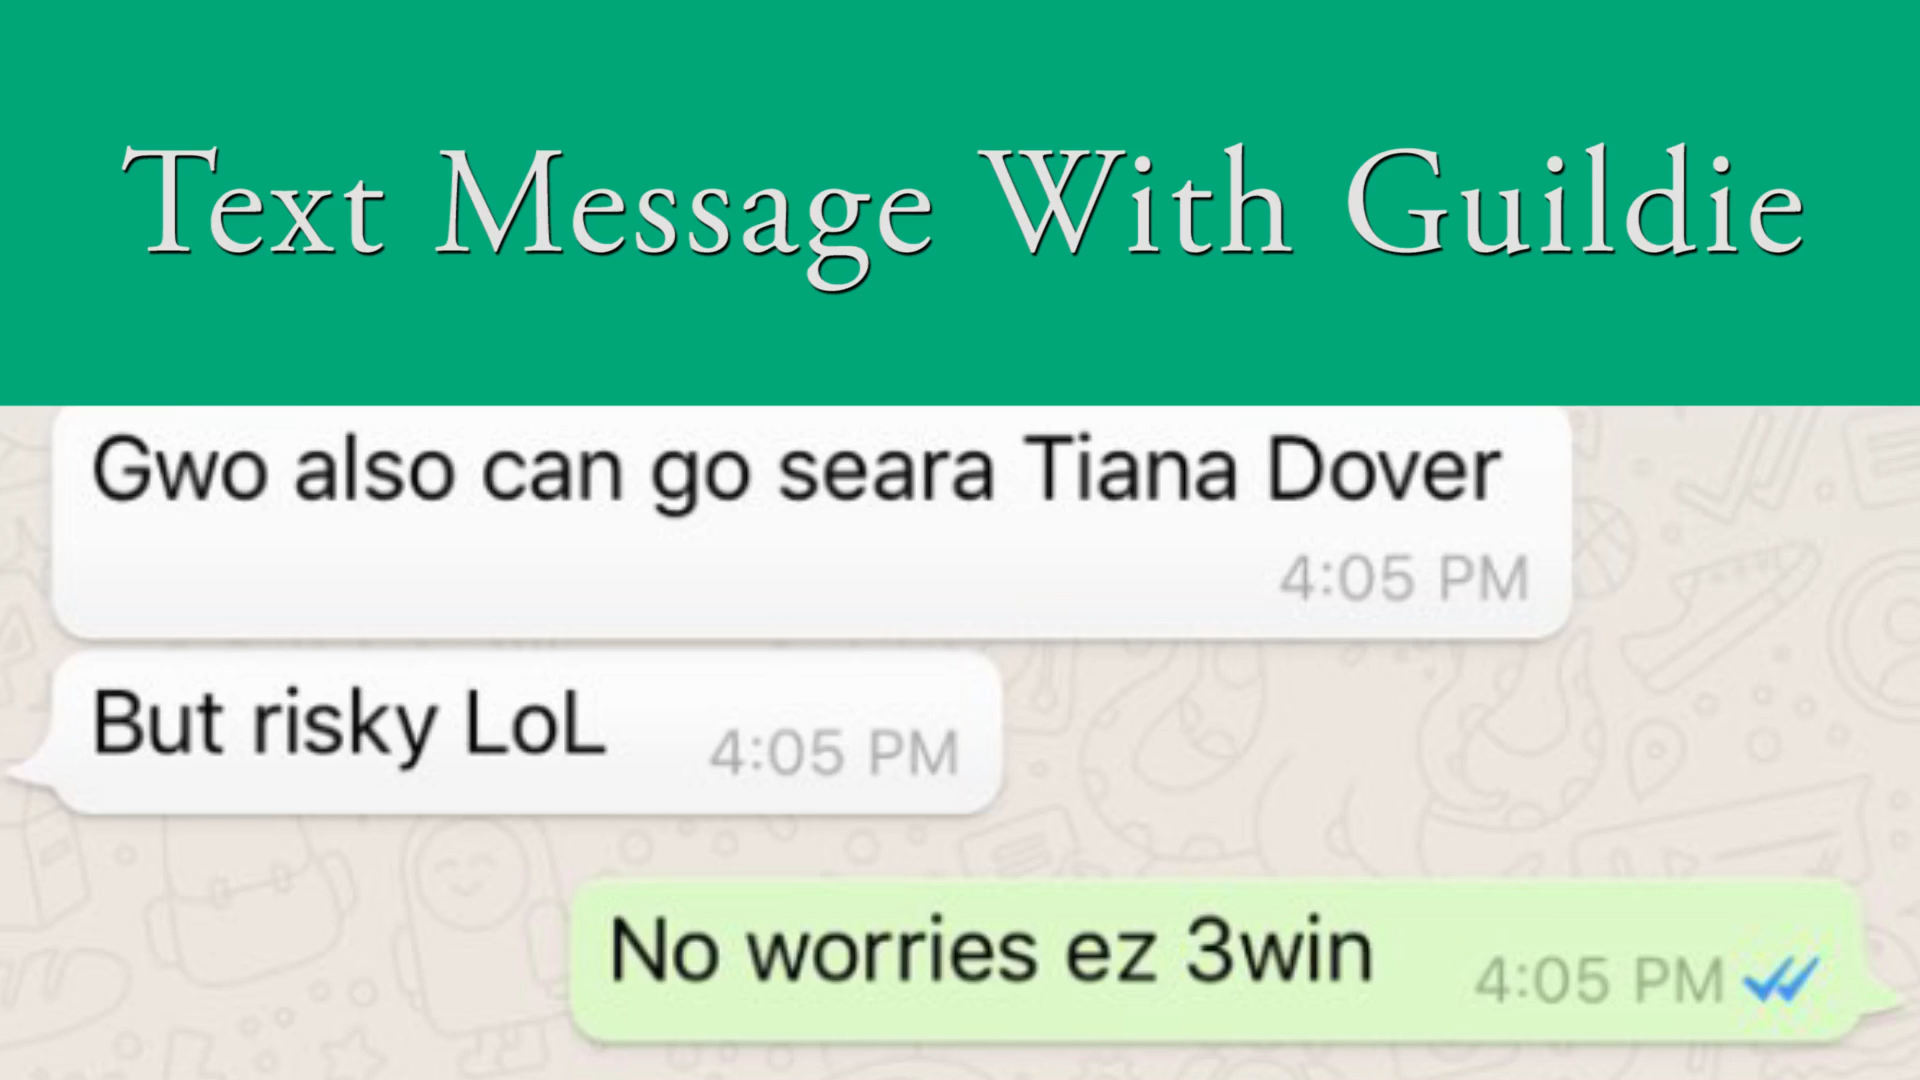 Text Message With Guildie
Gwo also can go seara Tiana Dover
4:05 PM
But risky LoL 4:05 PM
No worries ez 3win 4:05 PM